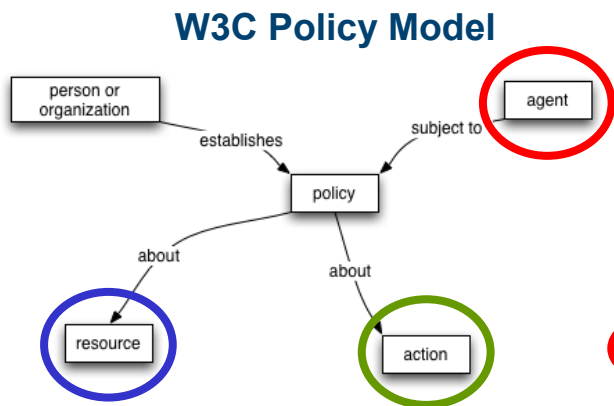 W3C Policy Model
person or
organization
agent
establishes
subject to
policy
about
about
resource
action